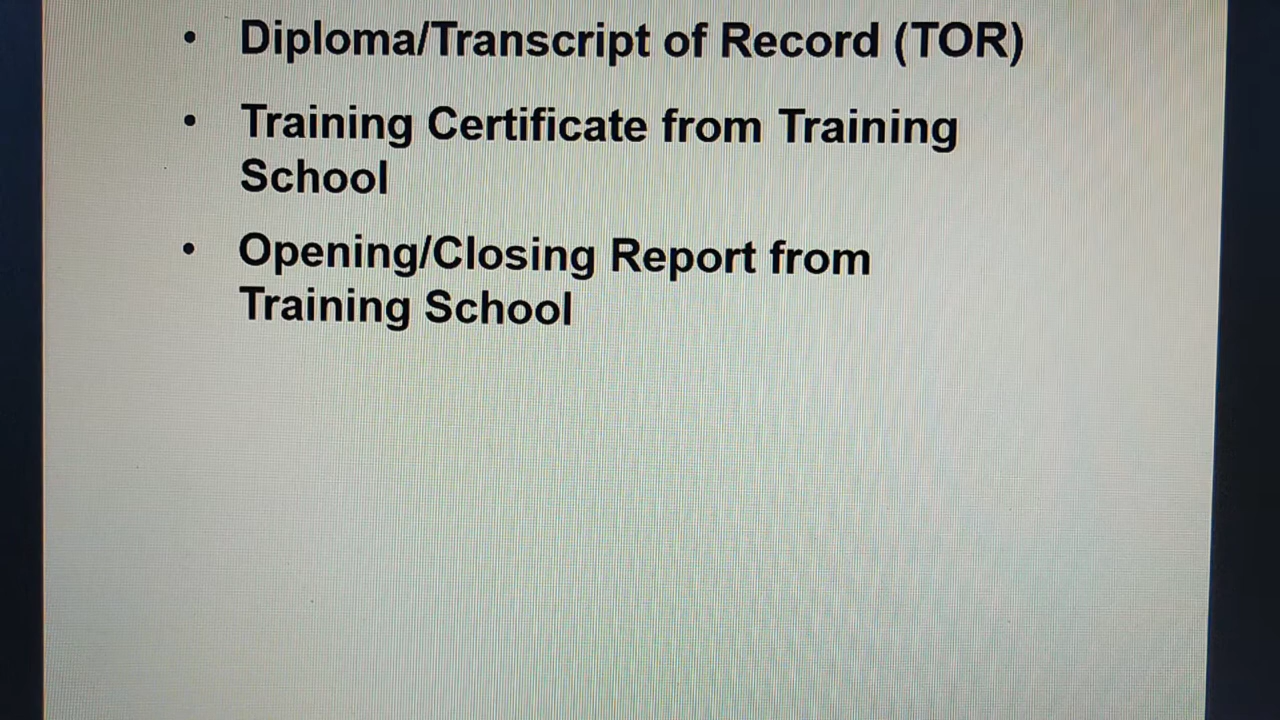 • Diploma/Transcript of Record (TOR)
• Training Certificate from Training
School
• Opening/Closing Report from
Training School